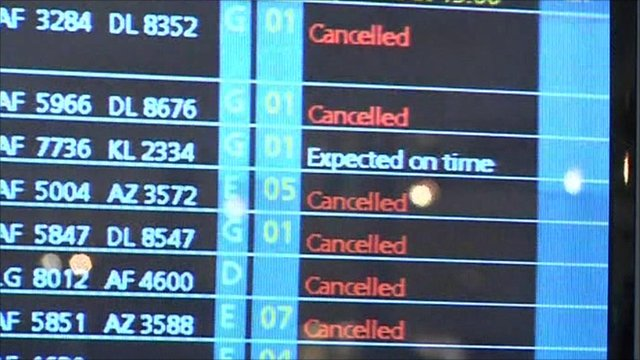 AF 3284 DL 8352 G 01 Cancelled
AF 5966 DL 8676 G 01 Cancelled
AF 7736 KL 2334 G 01 Expected on time
AF 5004 AZ 3572 E 05 Cancelled
AF 5847 DL 8547 G 01 Cancelled
LG 8012 AF 4600 D Cancelled
AF 5851 AZ 3588 E 07 Cancelled